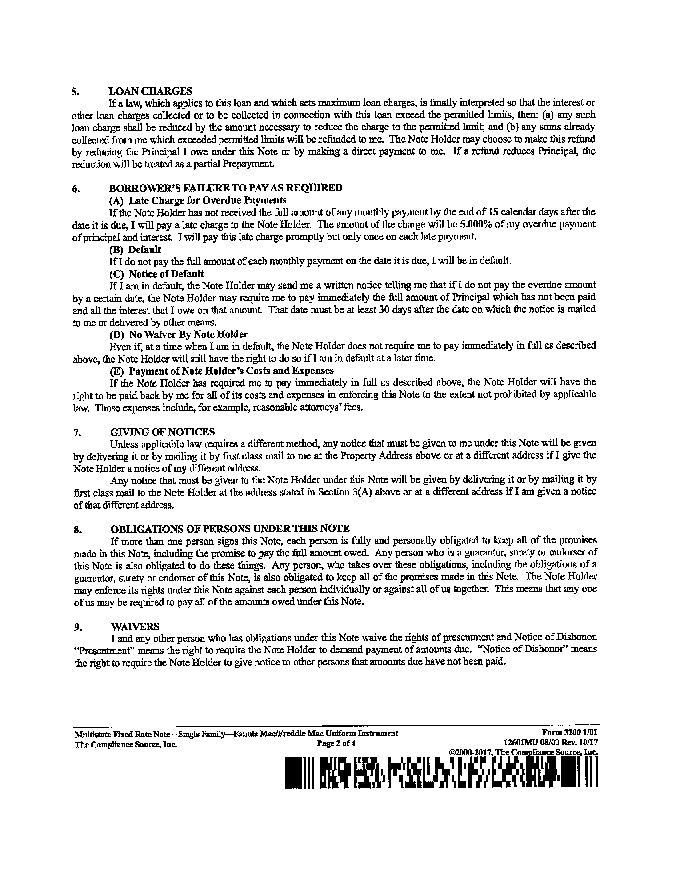 5. LOAN CHARGES
If a law, which applies to this loan and which sets maximum loan charges, is finally interpreted so that the interest or
other loan charges collected or to be collected in connection with this loan exceed the permitted limits, then: (a) any such
loan charge shall be reduced by the amount necessary to reduce the charge to the permitted limit; and (b) any sums already
collected from me which exceeded permitted limits will be refunded to me. The Note Holder may choose to make this refund
by reducing the Principal I owe under this Note or by making a direct payment to me. If a refund reduces Principal, the
reduction will be treated as a partial Prepayment.
6. BORROWER'S FAILURE TO PAY AS REQUIRED
(A) Late Charge for Overdue Payments
If the Note Holder has not received the full amount of any monthly payment by the end of 15 calendar days after the
date it is due, I will pay a late charge to the Note Holder. The amount of the charge will be 5.000% of my overdue payment
of principal and interest. I will pay this late charge promptly but only once on each late payment.
(B) Default
If I do not pay the full amount of each monthly payment on the date it is due, I will be in default.
(C) Notice of Default
If I am in default, the Note Holder may send me a written notice telling me that if I do not pay the overdue amount
by a certain date, the Note Holder may require me to pay immediately the full amount of Principal which has not been paid
and all the interest that I owe on that amount. That date must be at least 30 days after the date on which the notice is mailed
to me or delivered by other means.
(D) No Waiver By Note Holder
Even if, at a time when I am in default, the Note Holder does not require me to pay immediately in full as described
above, the Note Holder will still have the right to do so if I am in default at a later time.
(E) Payment of Note Holder's Costs and Expenses
If the Note Holder has required me to pay immediately in full as described above, the Note Holder will have the
right to be paid back by me for all of its costs and expenses in enforcing this Note to the extent not prohibited by applicable
law. Those expenses include, for example, reasonable attorneys' fees.
7. GIVING OF NOTICES
Unless applicable law requires a different method, any notice that must be given to me under this Note will be given
by delivering it or by mailing it by first class mail to me at the Property Address above or at a different address if I give the
Note Holder a notice of my different address.
Any notice that must be given to the Note Holder under this Note will be given by delivering it or by mailing it by
first class mail to the Note Holder at the address stated in Section 3(A) above or at a different address if I am given a notice
of that different address.
8. OBLIGATIONS OF PERSONS UNDER THIS NOTE
If more than one person signs this Note, each person is fully and personally obligated to keep all of the promises
made in this Note, including the promise to pay the full amount owed. Any person who is a guarantor, surety or endorser of
this Note is also obligated to do these things. Any person, who takes over these obligations, including the obligations of a
guarantor, surety or endorser of this Note, is also obligated to keep all of the promises made in this Note. The Note Holder
may enforce its rights under this Note against each person individually or against all of us together. This means that any one
of us may be required to pay all of the amounts owed under this Note.
9. WAIVERS
I and any other person who has obligations under this Note waive the rights of presentment and Notice of Dishonor.
"Presentment" means the right to require the Note Holder to demand payment of amounts due. "Notice of Dishonor" means
the right to require the Note Holder to give notice to other persons that amounts due have not been paid.
Multistate Fixed Rate Note--Single Family--Fannie Mae/Freddie Mac Uniform Instrument Form 3200 1/01
The Compliance Source, Inc. Page 2 of 4 12601MU 08/00 Rev. 10/17
©2000-2017, The Compliance Source, Inc.